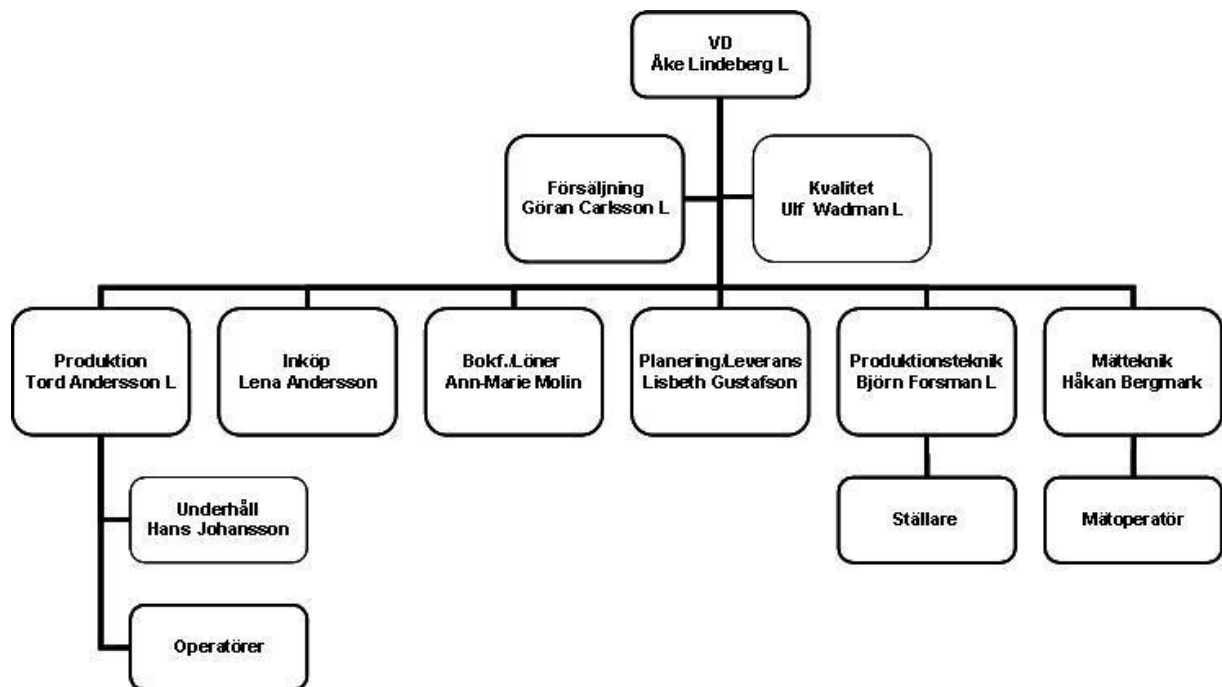 VD
Åke Lindeberg L
Försäljning
Göran Carlsson L
Kvalitet
Ulf Wadman L
Produktion
Tord Andersson L
Inköp
Lena Andersson
Bokf./Löner
Ann-Marie Molin
Planering/Leverans
Lisbeth Gustafson
Produktionsteknik
Björn Forsman L
Mätteknik
Håkan Bergmark
Underhåll
Hans Johansson
Ställare
Mätoperatör
Operatörer